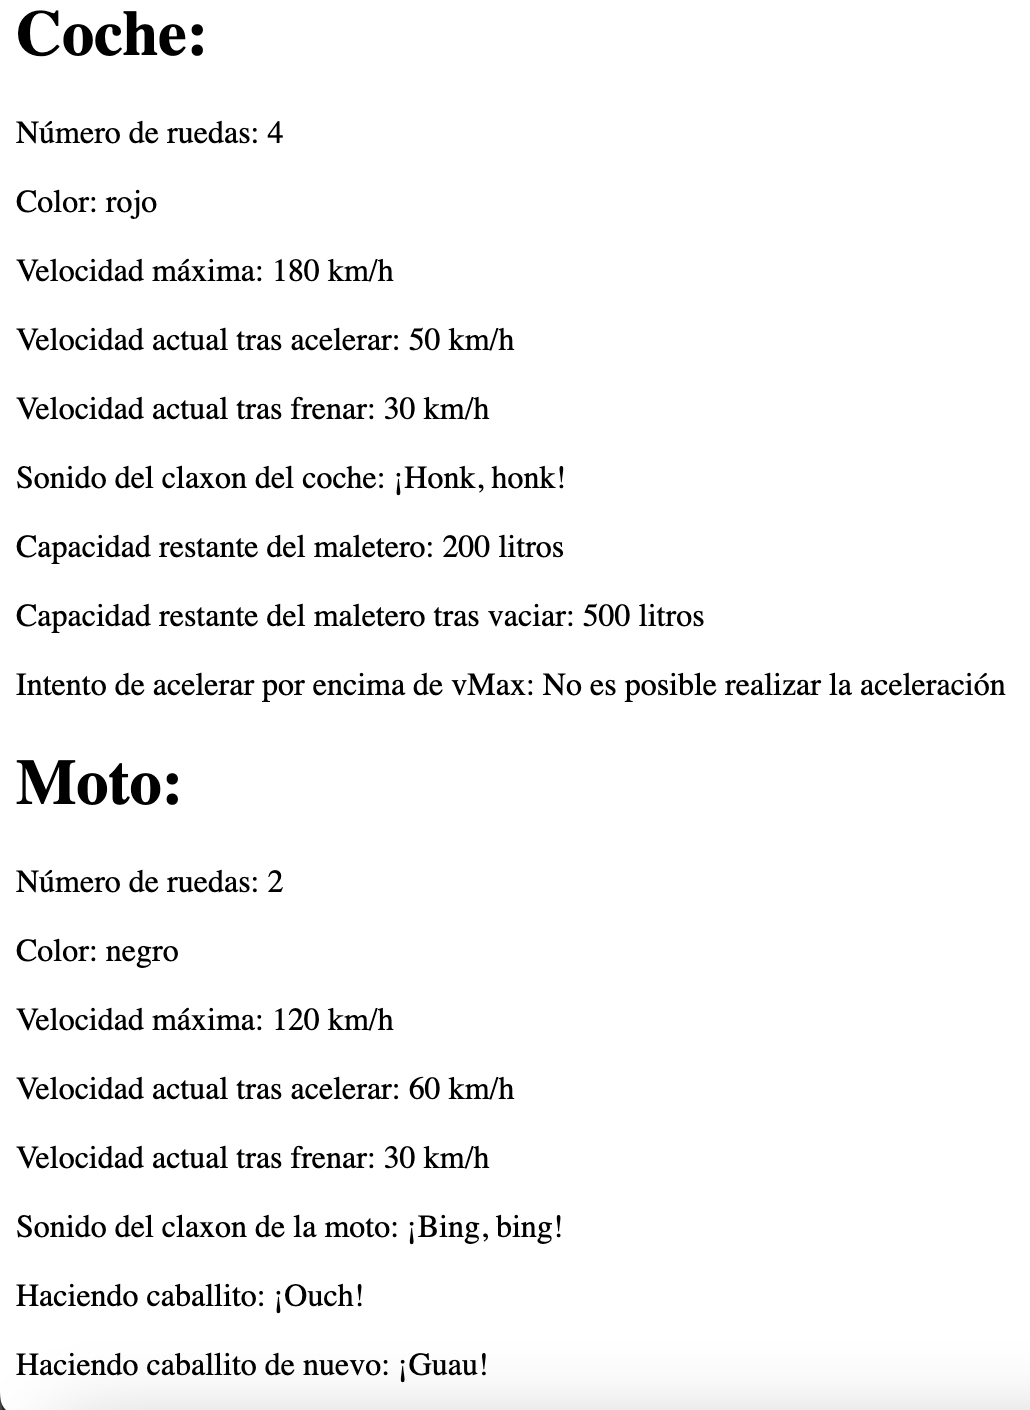 Coche:
Número de ruedas: 4
Color: rojo
Velocidad máxima: 180 km/h
Velocidad actual tras acelerar: 50 km/h
Velocidad actual tras frenar: 30 km/h
Sonido del claxon del coche: ¡Honk, honk!
Capacidad restante del maletero: 200 litros
Capacidad restante del maletero tras vaciar: 500 litros
Intento de acelerar por encima de vMax: No es posible realizar la aceleración
Moto:
Número de ruedas: 2
Color: negro
Velocidad máxima: 120 km/h
Velocidad actual tras acelerar: 60 km/h
Velocidad actual tras frenar: 30 km/h
Sonido del claxon de la moto: ¡Bing, bing!
Haciendo caballito: ¡Ouch!
Haciendo caballito de nuevo: ¡Guau!